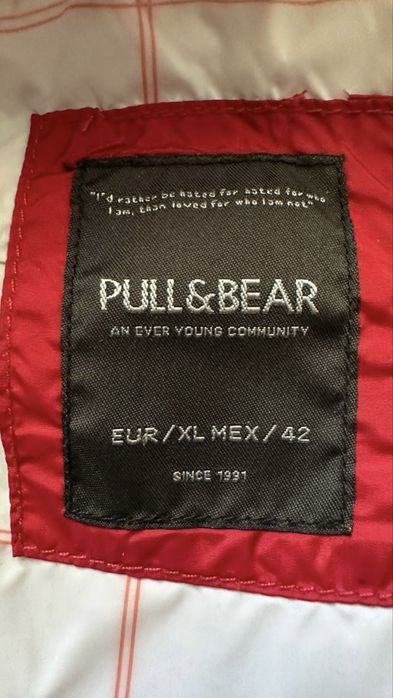 "I'd rather be hated for hated for who
I am, than loved for who I am not"
PULL&BEAR
AN EVER YOUNG COMMUNITY
EUR/XL MEX/42
SINCE 1991